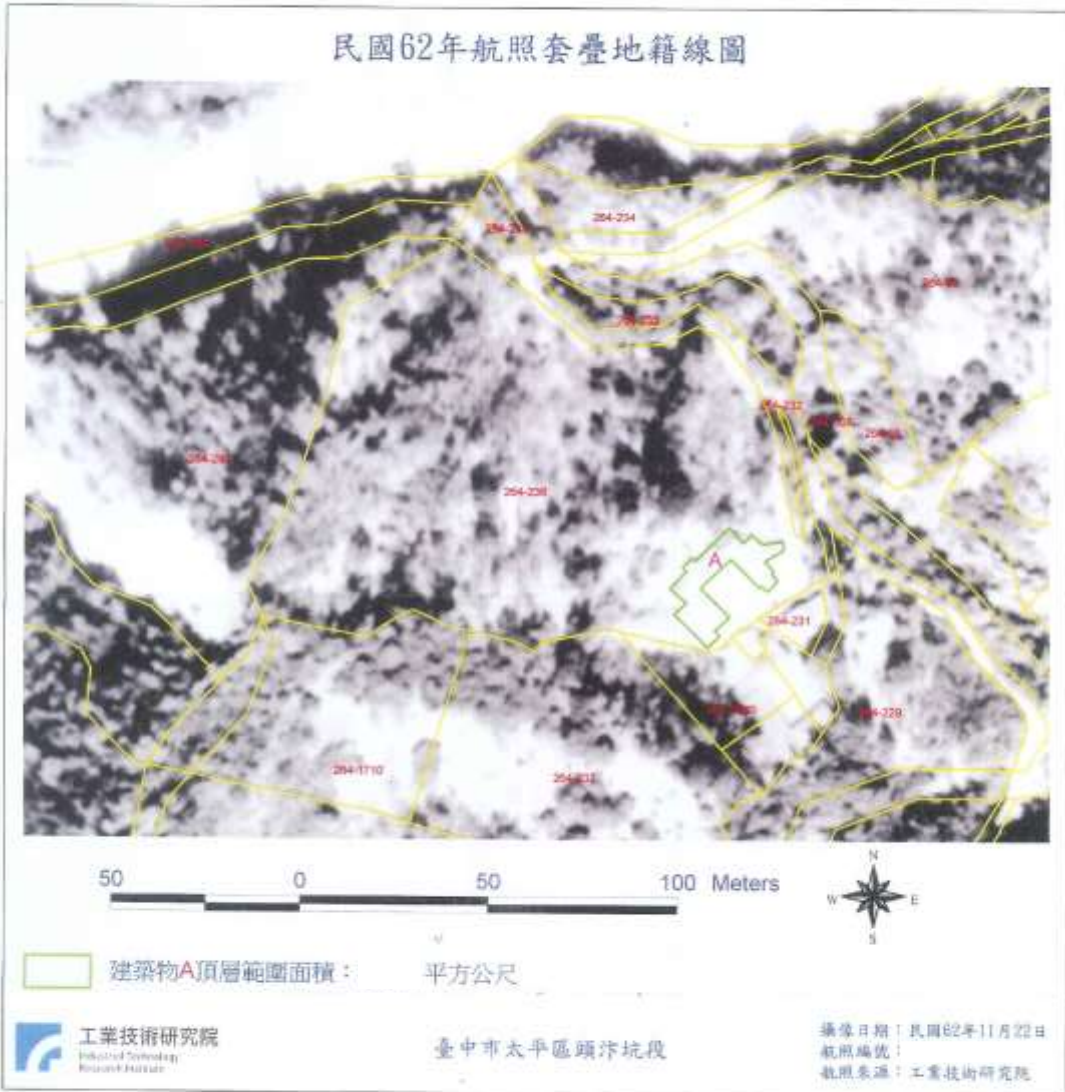 民國62年航照套疊地籍線圖
264-234
264-236
264-231
264-229
264-1710
A
50 0 50 100 Meters
N
W E
S
建築物A頂層範圍面積： 平方公尺
工業技術研究院
Industrial Technology
Research Institute
臺中市太平區頭汴坑段
攝像日期：民國62年11月22日
航照編號：
航照來源：工業技術研究院